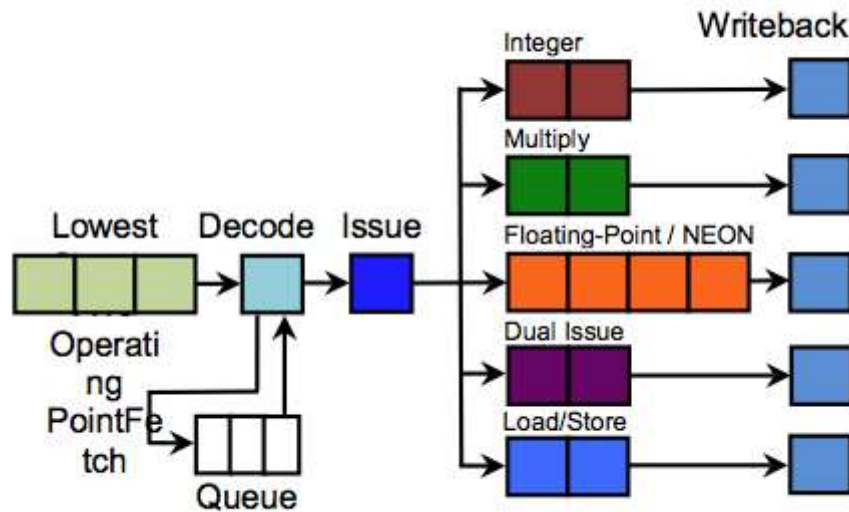 Writeback
Integer
Multiply
Lowest
Decode
Issue
Floating-Point / NEON
Operati
ng
PointFe
tch
Dual Issue
Load/Store
Queue